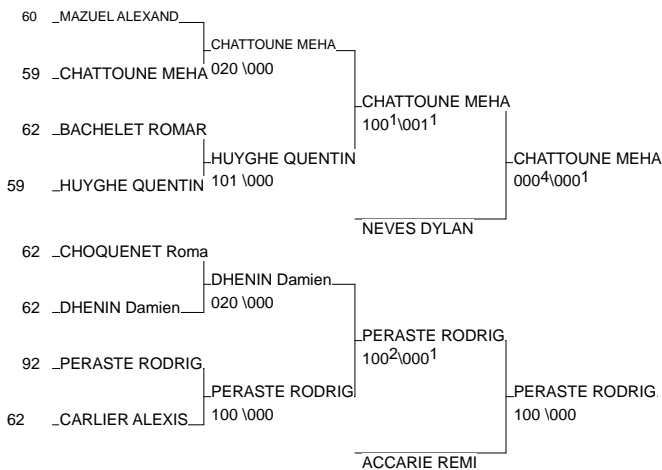 60 MAZUEL ALEXAND
CHATTOUNE MEHA
59 CHATTOUNE MEHA 020 \000
CHATTOUNE MEHA
100¹\001¹
62 BACHELET ROMAR
HUYGHE QUENTIN
59 HUYGHE QUENTIN 101 \000
CHATTOUNE MEHA
000⁴\000¹
NEVES DYLAN
62 CHOQUENET Roma
DHENIN Damien
62 DHENIN Damien 020 \000
PERASTE RODRIG
100²\000¹
92 PERASTE RODRIG
PERASTE RODRIG
62 CARLIER ALEXIS 100 \000
PERASTE RODRIG
100 \000
ACCARIE REMI